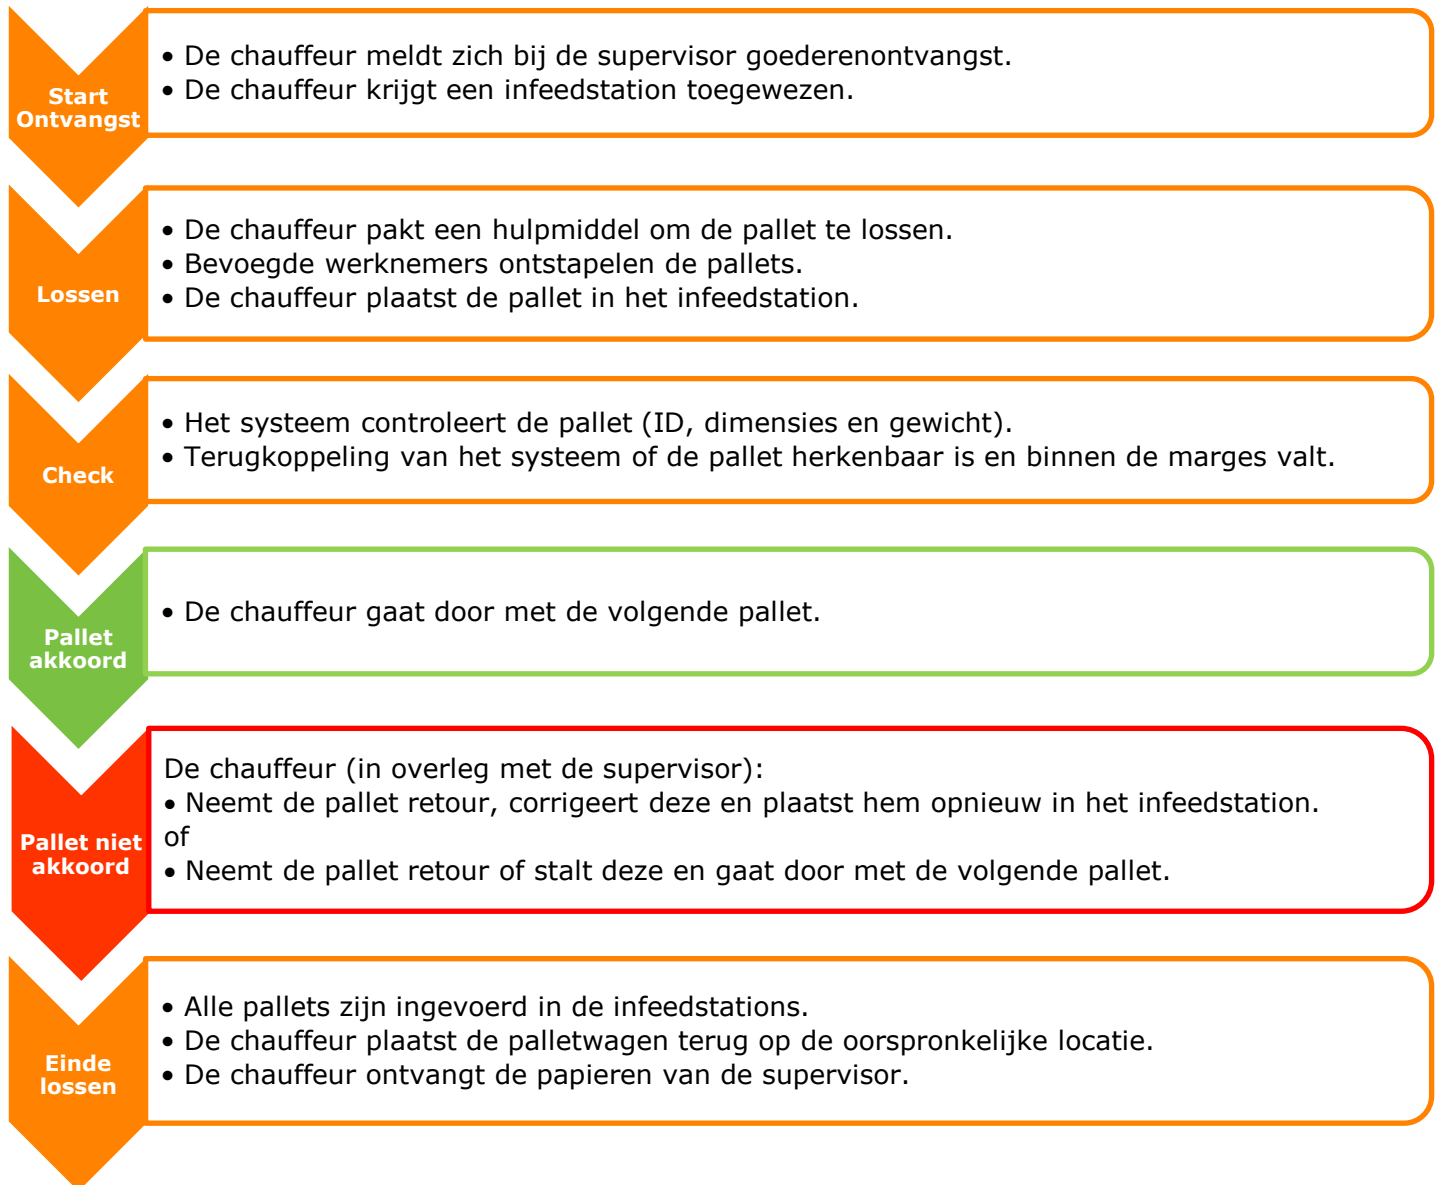 Start
Ontvangst
• De chauffeur meldt zich bij de supervisor goederenontvangst.
• De chauffeur krijgt een infeedstation toegewezen.
Lossen
• De chauffeur pakt een hulpmiddel om de pallet te lossen.
• Bevoegde werknemers ontstapelen de pallets.
• De chauffeur plaatst de pallet in het infeedstation.
Check
• Het systeem controleert de pallet (ID, dimensies en gewicht).
• Terugkoppeling van het systeem of de pallet herkenbaar is en binnen de marges valt.
Pallet
akkoord
• De chauffeur gaat door met de volgende pallet.
Pallet niet
akkoord
De chauffeur (in overleg met de supervisor):
• Neemt de pallet retour, corrigeert deze en plaatst hem opnieuw in het infeedstation.
of
• Neemt de pallet retour of stalt deze en gaat door met de volgende pallet.
Einde
lossen
• Alle pallets zijn ingevoerd in de infeedstations.
• De chauffeur plaatst de palletwagen terug op de oorspronkelijke locatie.
• De chauffeur ontvangt de papieren van de supervisor.